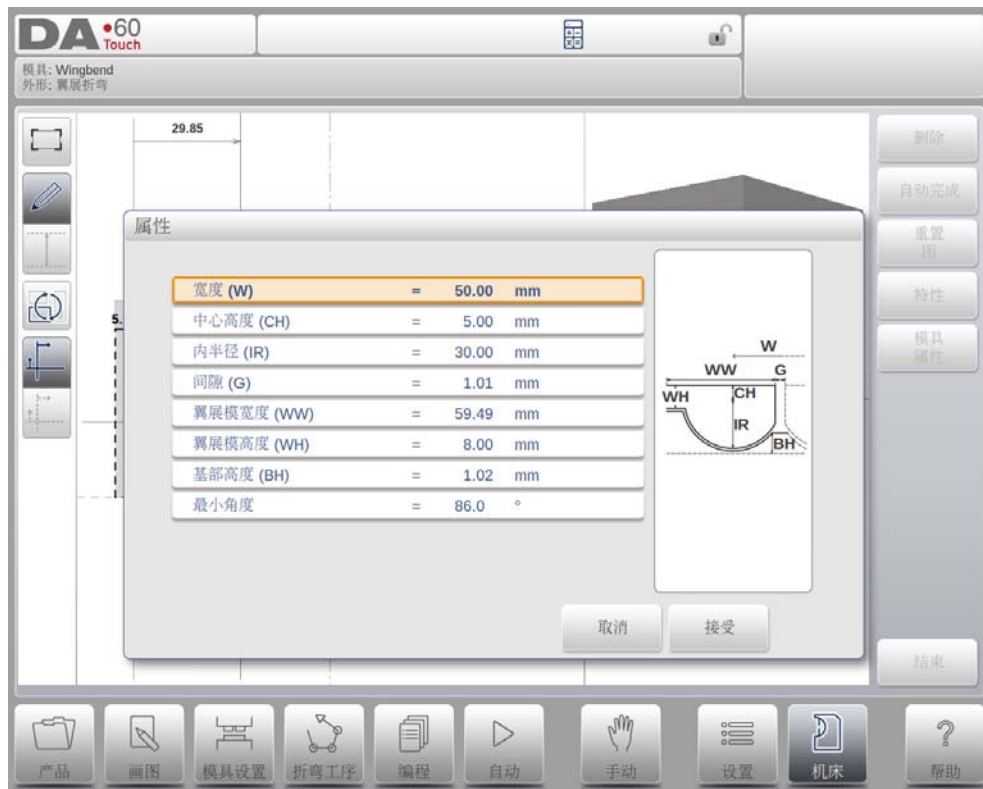 DA•60
Touch
模具: Wingbend
外形: 翼展折弯
29.85
删除
自动完成
重置
图
特性
模具
属性
5.
属性
宽度 (W) = 50.00 mm
中心高度 (CH) = 5.00 mm
内半径 (IR) = 30.00 mm
间隙 (G) = 1.01 mm
翼展模宽度 (WW) = 59.49 mm
翼展模高度 (WH) = 8.00 mm
基部高度 (BH) = 1.02 mm
最小角度 = 86.0 °
W
WW G
WH CH
IR
BH
取消 接受
结束
产品 画图 模具设置 折弯工序 编程 自动 手动 设置 机床 帮助